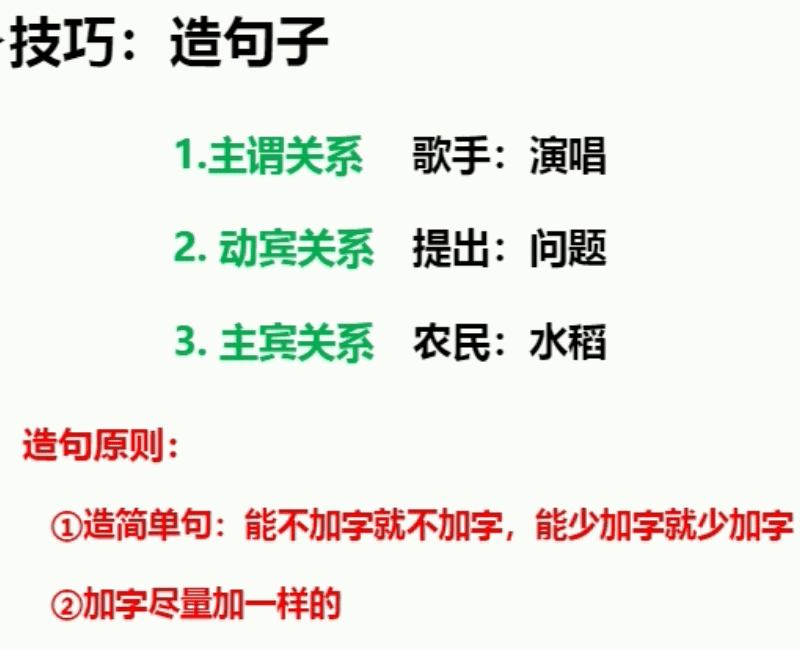 技巧：造句子
1.主谓关系 歌手：演唱
2. 动宾关系 提出：问题
3. 主宾关系 农民：水稻
造句原则：
①造简单句：能不加字就不加字，能少加字就少加字
②加字尽量加一样的